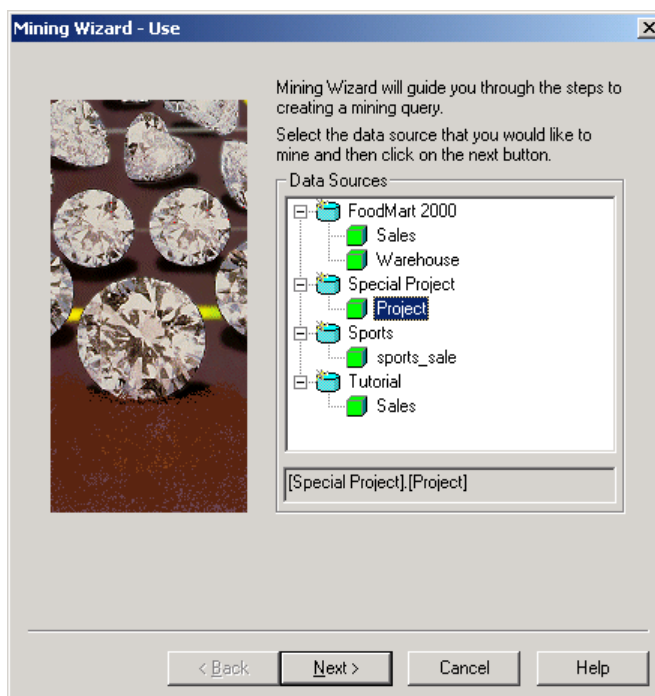 Mining Wizard - Use
Mining Wizard will guide you through the steps to
creating a mining query.
Select the data source that you would like to
mine and then click on the next button.
Data Sources
FoodMart 2000
Sales
Warehouse
Special Project
Project
Sports
sports_sale
Tutorial
Sales
[Special Project].[Project]
< Back
Next >
Cancel
Help